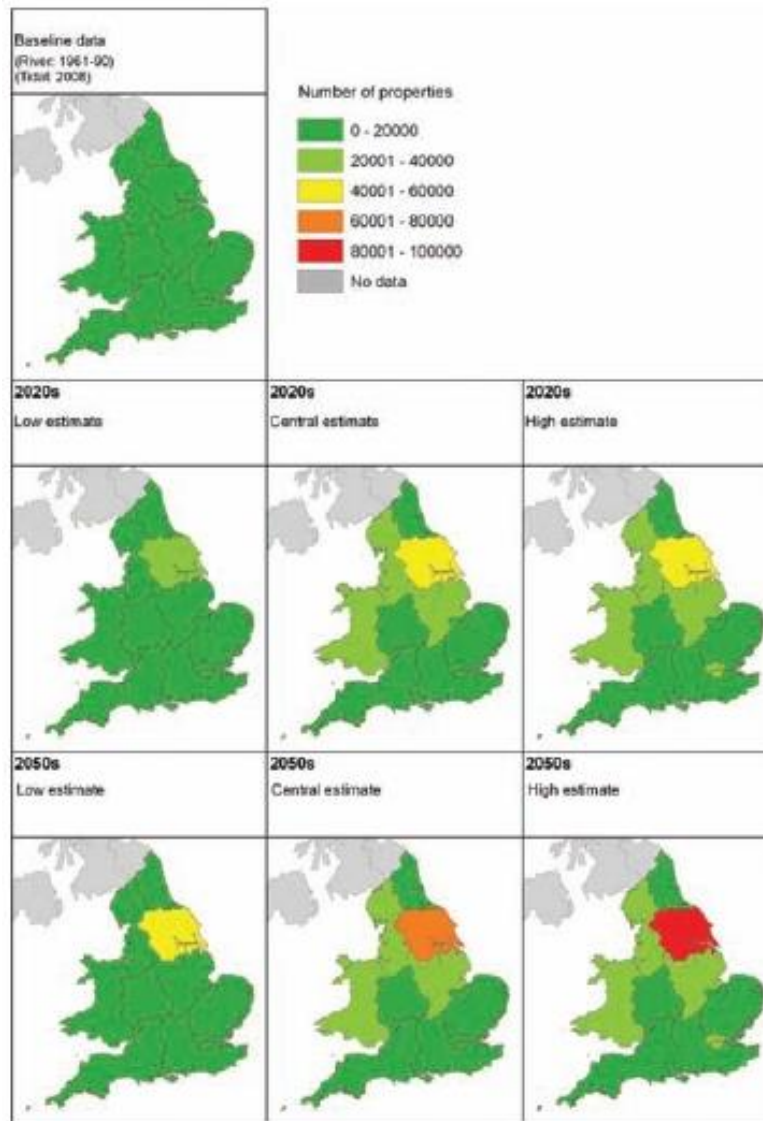 Baseline data
(River: 1961-90)
(Tidal: 2008)
Number of properties
0 - 20000
20001 - 40000
40001 - 60000
60001 - 80000
80001 - 100000
No data
2020s
Low estimate
2020s
Central estimate
2020s
High estimate
2050s
Low estimate
2050s
Central estimate
2050s
High estimate